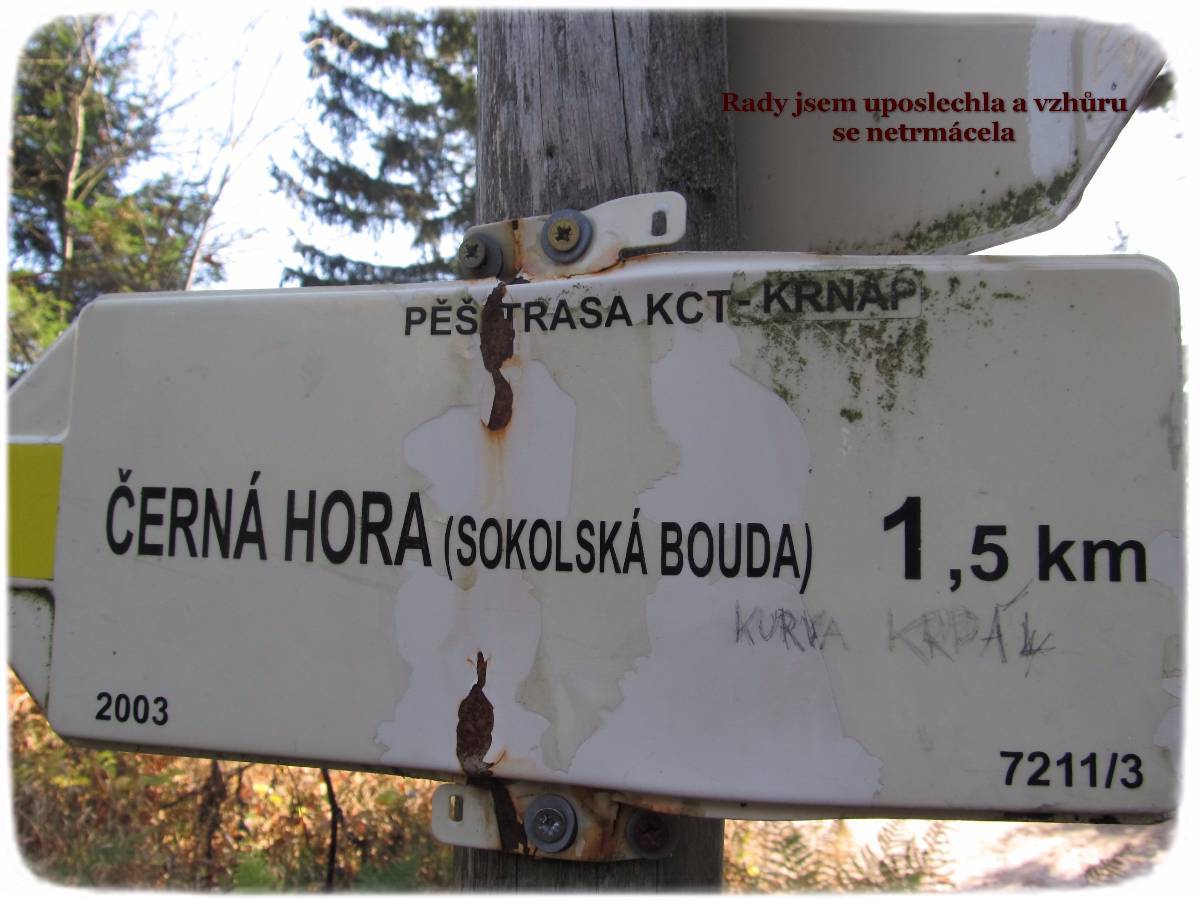 Rady jsem uposlechla a vzhůru
se netrmácela
PĚŠ TRASA KCT - KRNAP
ČERNÁ HORA (SOKOLSKÁ BOUDA) 1,5 km
KURVA KRPÁL
2003
7211/3